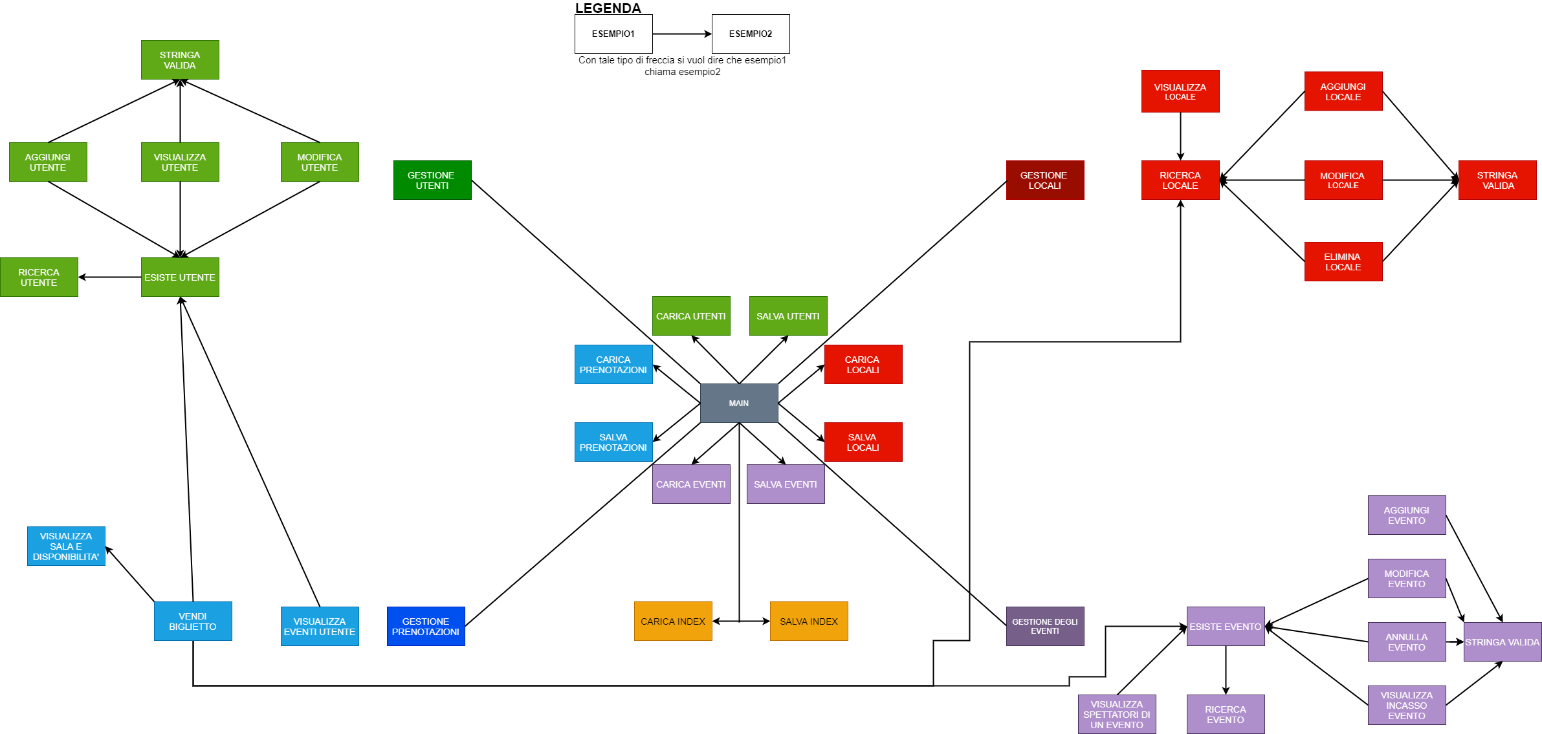 LEGENDA
ESEMPIO1
ESEMPIO2
Con tale tipo di freccia si vuol dire che esempio1
chiama esempio2
STRINGA
VALIDA
AGGIUNGI
UTENTE
VISUALIZZA
UTENTE
MODIFICA
UTENTE
RICERCA
UTENTE
ESISTE UTENTE
GESTIONE
UTENTI
GESTIONE
LOCALI
VISUALIZZA
LOCALE
AGGIUNGI
LOCALE
RICERCA
LOCALE
MODIFICA
LOCALE
STRINGA
VALIDA
ELIMINA
LOCALE
CARICA UTENTI
SALVA UTENTI
CARICA
PRENOTAZIONI
CARICA
LOCALI
MAIN
SALVA
PRENOTAZIONI
SALVA
LOCALI
CARICA EVENTI
SALVA EVENTI
VISUALIZZA
SALA E
DISPONIBILITA'
VENDI
BIGLIETTO
VISUALIZZA
EVENTI UTENTE
GESTIONE
PRENOTAZIONI
CARICA INDEX
SALVA INDEX
GESTIONE DEGLI
EVENTI
AGGIUNGI
EVENTO
MODIFICA
EVENTO
ESISTE EVENTO
ANNULLA
EVENTO
STRINGA VALIDA
VISUALIZZA
SPETTATORI DI
UN EVENTO
RICERCA
EVENTO
VISUALIZZA
INCASSO
EVENTO